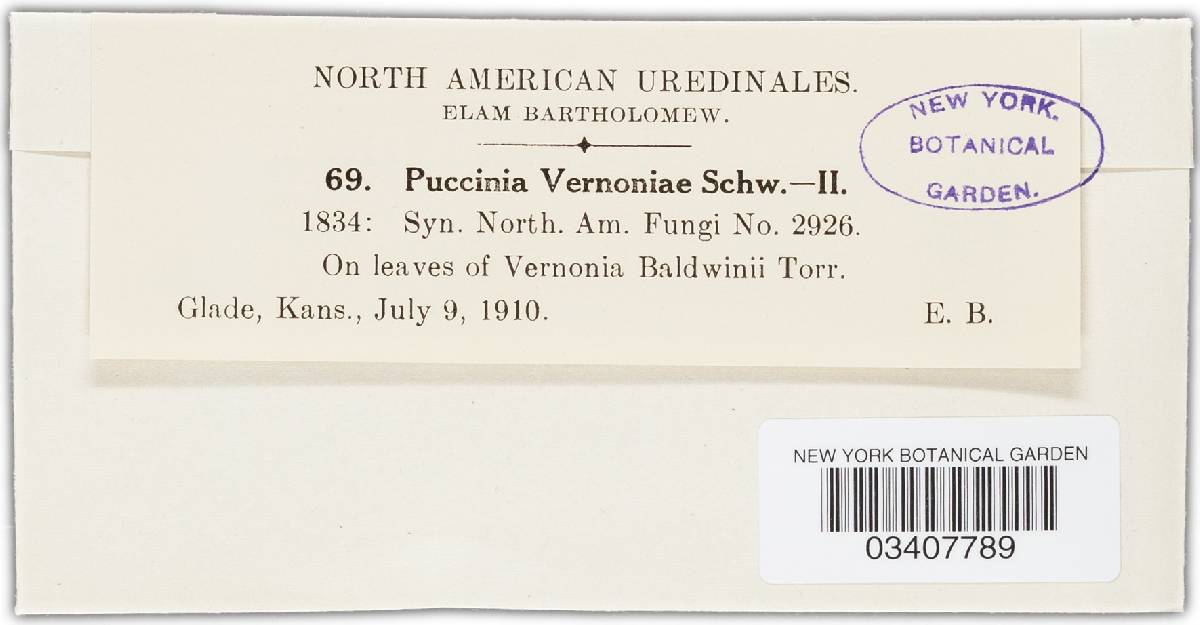 NORTH AMERICAN UREDINALES.
ELAM BARTHOLOMEW.
NEW YORK.
BOTANICAL
GARDEN.
69. Puccinia Vernoniae Schw.—II.
1834: Syn. North. Am. Fungi No. 2926.
On leaves of Vernonia Baldwinii Torr.
Glade, Kans., July 9, 1910. E. B.
NEW YORK BOTANICAL GARDEN
03407789